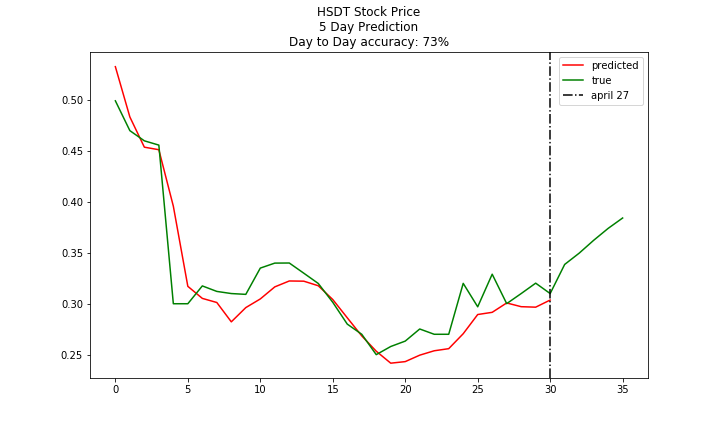 HSDT Stock Price
5 Day Prediction
Day to Day accuracy: 73%
predicted
true
april 27
0.50
0.45
0.40
0.35
0.30
0.25
0 5 10 15 20 25 30 35